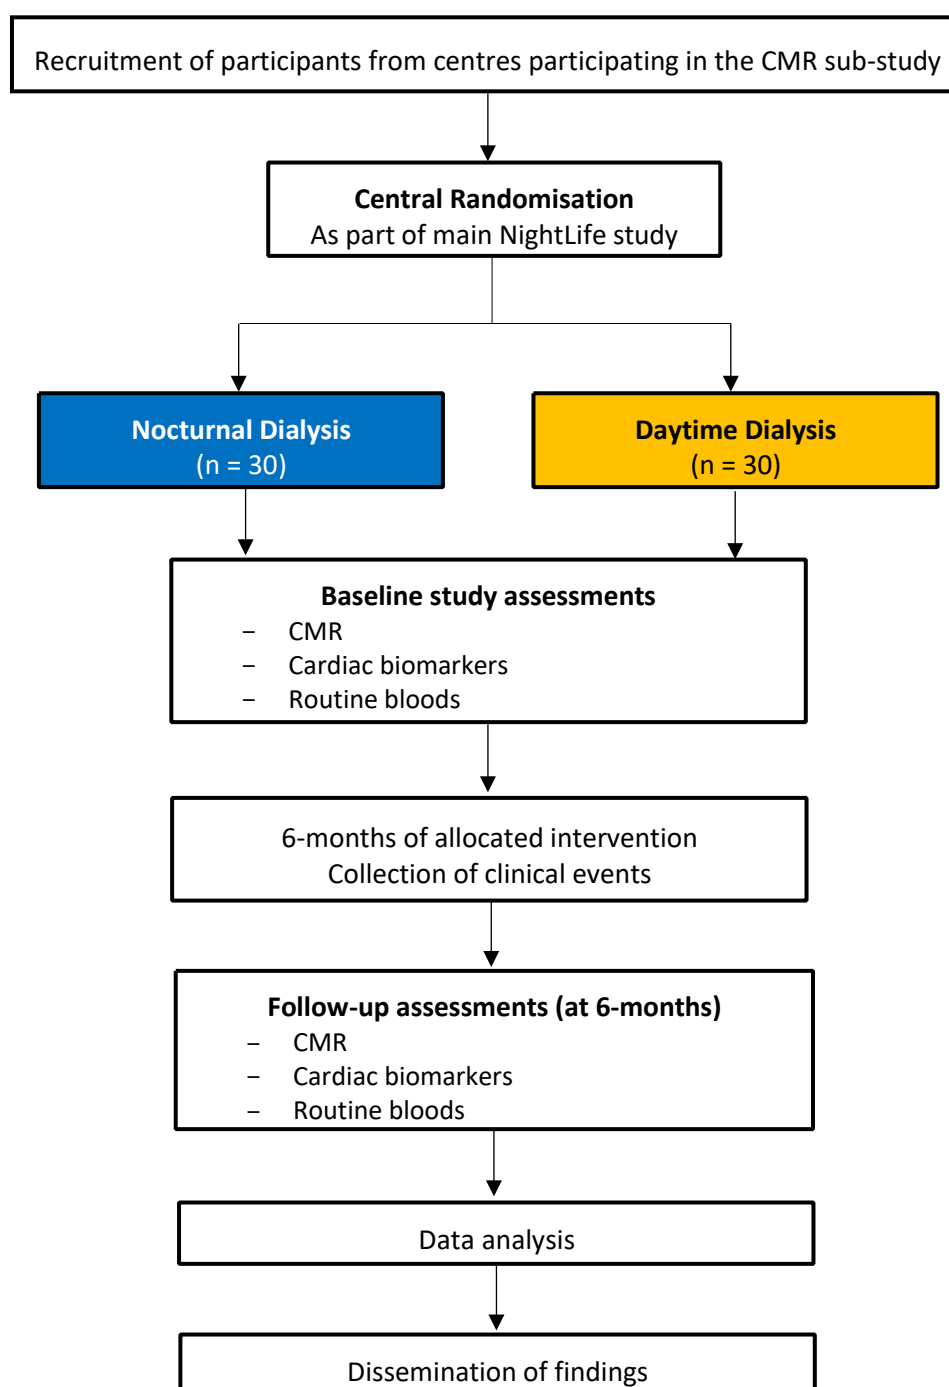 Recruitment of participants from centres participating in the CMR sub-study
Central Randomisation
As part of main NightLife study
Nocturnal Dialysis
(n = 30)
Daytime Dialysis
(n = 30)
Baseline study assessments
– CMR
– Cardiac biomarkers
– Routine bloods
6-months of allocated intervention
Collection of clinical events
Follow-up assessments (at 6-months)
– CMR
– Cardiac biomarkers
– Routine bloods
Data analysis
Dissemination of findings